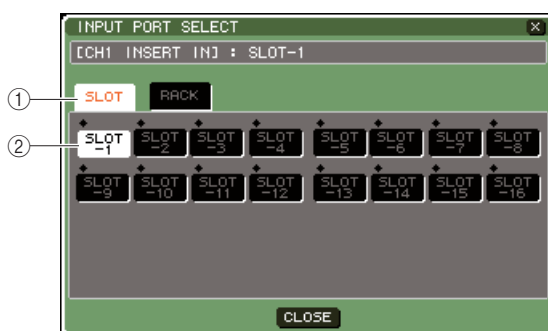 INPUT PORT SELECT X
[CH1 INSERT IN] : SLOT-1
① SLOT RACK
② SLOT -1 SLOT -2 SLOT -3 SLOT -4 SLOT -5 SLOT -6 SLOT -7 SLOT -8
SLOT -9 SLOT -10 SLOT -11 SLOT -12 SLOT -13 SLOT -14 SLOT -15 SLOT -16
CLOSE